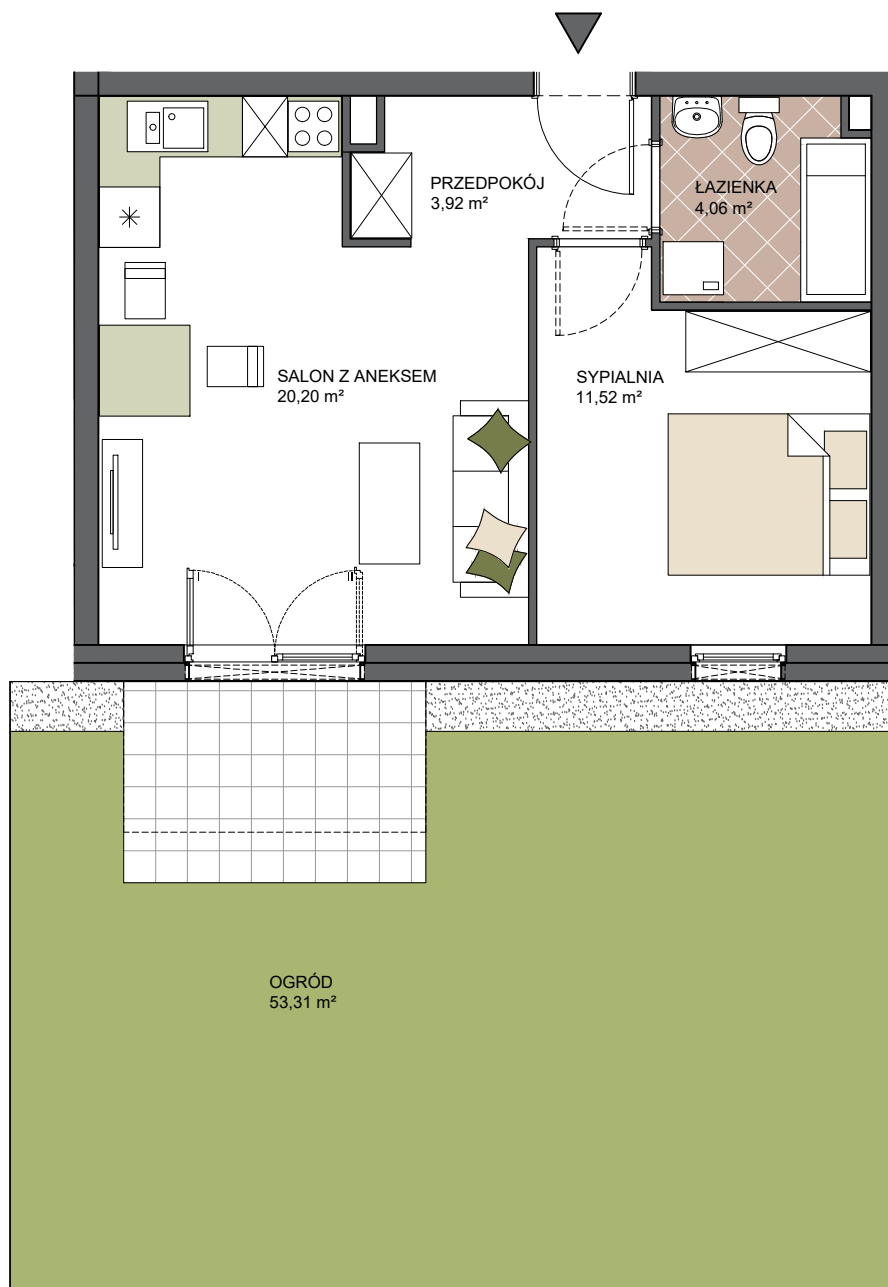 PRZEDPOKÓJ
3,92 m²
ŁAZIENKA
4,06 m²
SALON Z ANEKSEM
20,20 m²
SYPIALNIA
11,52 m²
OGRÓD
53,31 m²